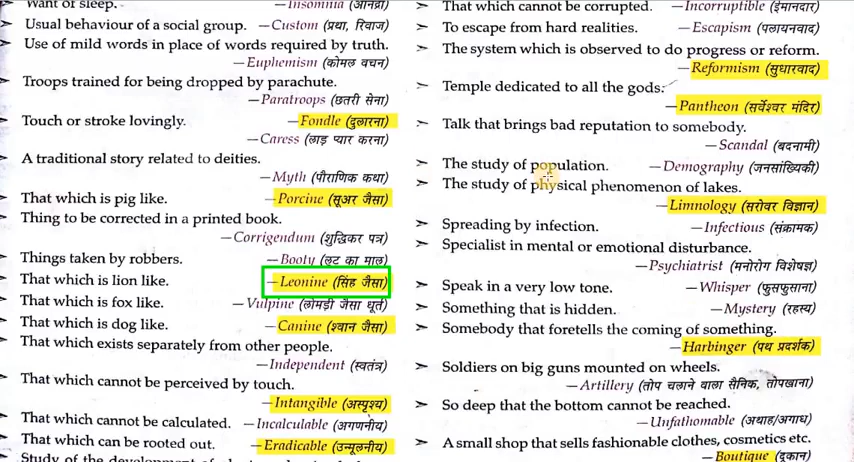 Want of sleep. —Insomnia (अनिद्रा)
Usual behaviour of a social group. —Custom (प्रथा, रिवाज)
Use of mild words in place of words required by truth.
—Euphemism (कोमल वचन)
➤ Troops trained for being dropped by parachute.
—Paratroops (छतरी सेना)
➤ Touch or stroke lovingly. —Fondle (दुलारना)
—Caress (लाड़ प्यार करना)
➤ A traditional story related to deities.
—Myth (पौराणिक कथा)
➤ That which is pig like. —Porcine (सूअर जैसा)
➤ Thing to be corrected in a printed book.
—Corrigendum (शुद्धिकर पत्र)
➤ Things taken by robbers. —Booty (लूट का माल)
➤ That which is lion like. —Leonine (सिंह जैसा)
➤ That which is fox like. —Vulpine (लोमड़ी जैसा धूर्त)
➤ That which is dog like. —Canine (श्वान जैसा)
➤ That which exists separately from other people.
—Independent (स्वतंत्र)
➤ That which cannot be perceived by touch.
—Intangible (अस्पृश्य)
➤ That which cannot be calculated. —Incalculable (अगणनीय)
➤ That which can be rooted out. —Eradicable (उन्मूलनीय)
Study of the development of
➤ That which cannot be corrupted. —Incorruptible (ईमानदार)
➤ To escape from hard realities. —Escapism (पलायनवाद)
➤ The system which is observed to do progress or reform.
—Reformism (सुधारवाद)
➤ Temple dedicated to all the gods.
—Pantheon (सर्वेश्वर मंदिर)
➤ Talk that brings bad reputation to somebody.
—Scandal (बदनामी)
➤ The study of population. —Demography (जनसांख्यिकी)
➤ The study of physical phenomenon of lakes.
—Limnology (सरोवर विज्ञान)
➤ Spreading by infection. —Infectious (संक्रामक)
➤ Specialist in mental or emotional disturbance.
—Psychiatrist (मनोरोग विशेषज्ञ)
➤ Speak in a very low tone. —Whisper (फुसफुसाना)
➤ Something that is hidden. —Mystery (रहस्य)
➤ Somebody that foretells the coming of something.
—Harbinger (पथ प्रदर्शक)
➤ Soldiers on big guns mounted on wheels.
—Artillery (तोप चलाने वाला सैनिक, तोपखाना)
➤ So deep that the bottom cannot be reached.
—Unfathomable (अथाह/अगाध)
➤ A small shop that sells fashionable clothes, cosmetics etc.
—Boutique (दूकान)